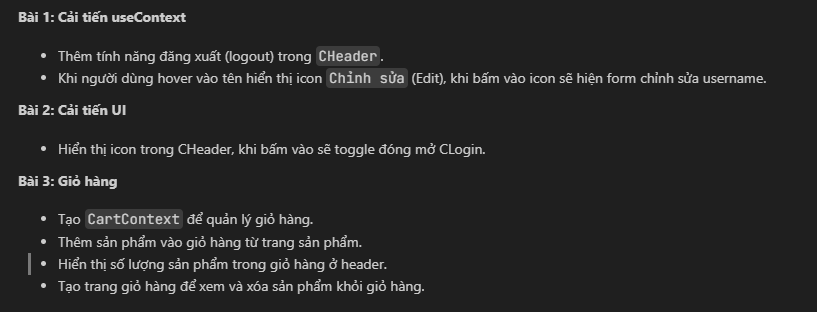 Bài 1: Cải tiến useContext
• Thêm tính năng đăng xuất (logout) trong CHeader.
• Khi người dùng hover vào tên hiển thị icon Chỉnh sửa (Edit), khi bấm vào icon sẽ hiện form chỉnh sửa username.
Bài 2: Cải tiến UI
• Hiển thị icon trong CHeader, khi bấm vào sẽ toggle đóng mở CLogin.
Bài 3: Giỏ hàng
• Tạo CartContext để quản lý giỏ hàng.
• Thêm sản phẩm vào giỏ hàng từ trang sản phẩm.
• Hiển thị số lượng sản phẩm trong giỏ hàng ở header.
• Tạo trang giỏ hàng để xem và xóa sản phẩm khỏi giỏ hàng.